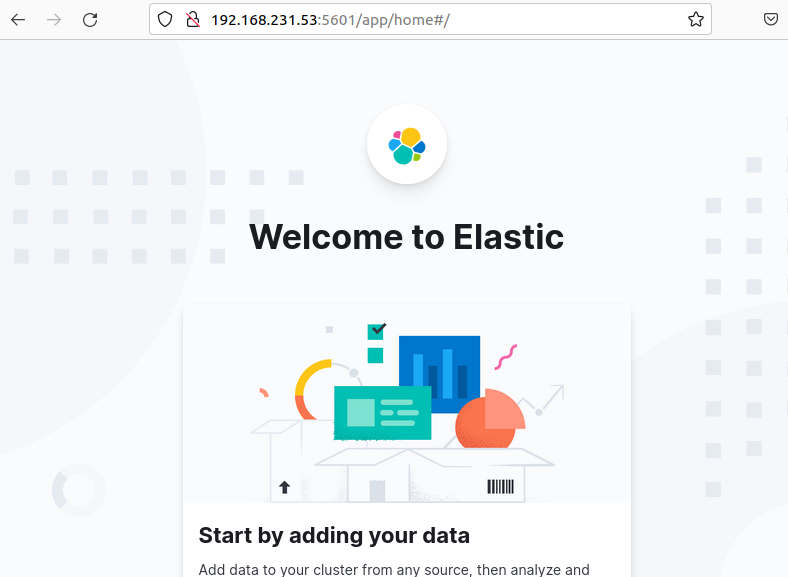 192.168.231.53:5601/app/home#/
Welcome to Elastic
Start by adding your data
Add data to your cluster from any source, then analyze and